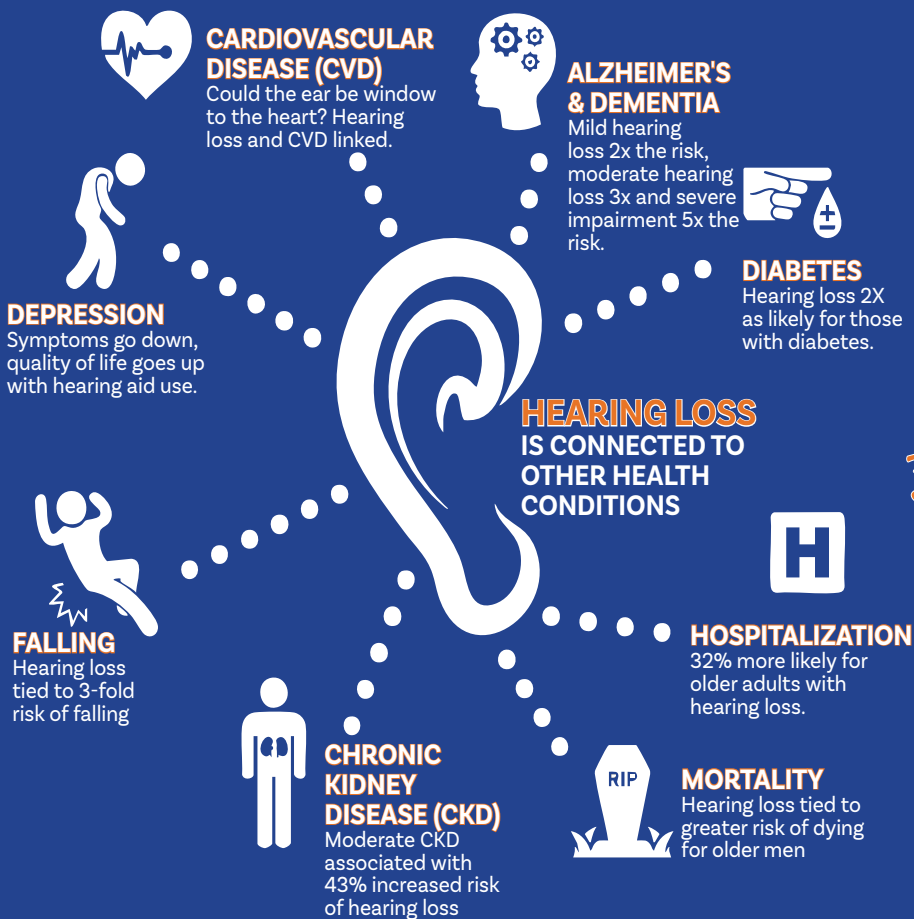 CARDIOVASCULAR
DISEASE (CVD)
Could the ear be window
to the heart? Hearing
loss and CVD linked.
ALZHEIMER'S
& DEMENTIA
Mild hearing
loss 2x the risk,
moderate hearing
loss 3x and severe
impairment 5x the
risk.
DIABETES
Hearing loss 2X
as likely for those
with diabetes.
DEPRESSION
Symptoms go down,
quality of life goes up
with hearing aid use.
HEARING LOSS
IS CONNECTED TO
OTHER HEALTH
CONDITIONS
FALLING
Hearing loss
tied to 3-fold
risk of falling
H
HOSPITALIZATION
32% more likely for
older adults with
hearing loss.
CHRONIC
KIDNEY
DISEASE (CKD)
Moderate CKD
associated with
43% increased risk
of hearing loss
RIP
MORTALITY
Hearing loss tied to
greater risk of dying
for older men